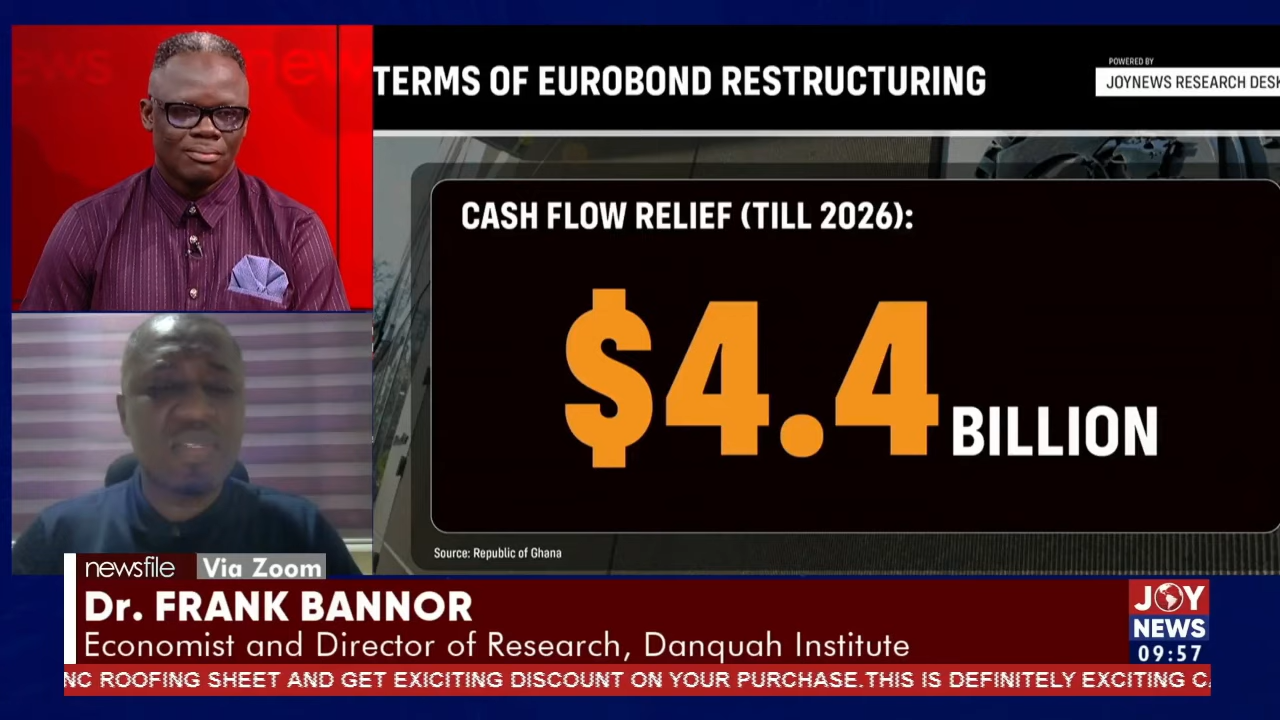 TERMS OF EUROBOND RESTRUCTURING
POWERED BY
JOYNEWS RESEARCH DESK
CASH FLOW RELIEF (TILL 2026):
$4.4 BILLION
Source: Republic of Ghana
newsfile
Via Zoom
Dr. FRANK BANNOR
Economist and Director of Research, Danquah Institute
JOY
NEWS
09:57
NC ROOFING SHEET AND GET EXICITING DISCOUNT ON YOUR PURCHASE.THIS IS DEFINITELY EXCITING